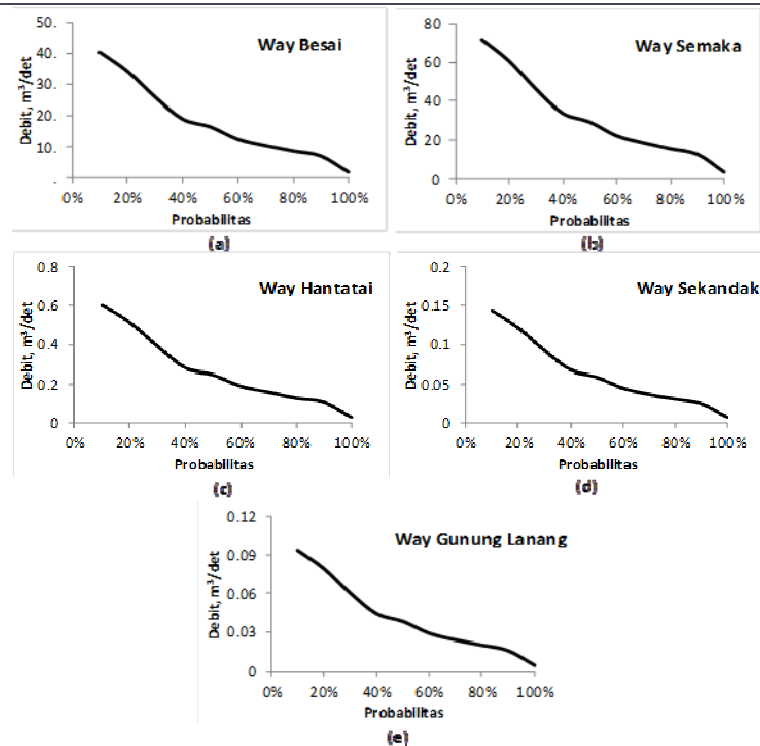 Way Besai
Debit, m³/det
50.
40.
30.
20.
10.
.
0% 20% 40% 60% 80% 100%
Probabilitas
(a)
Way Semaka
Debit, m³/det
80
60
40
20
0
0% 20% 40% 60% 80% 100%
Probabilitas
(b)
Way Hantatai
Debit, m³/det
0.8
0.6
0.4
0.2
0
0% 20% 40% 60% 80% 100%
Probabilitas
(c)
Way Sekandak
Debit, m³/det
0.2
0.15
0.1
0.05
0
0% 20% 40% 60% 80% 100%
Probabilitas
(d)
Way Gunung Lanang
Debit, m³/det
0.12
0.09
0.06
0.03
0
0% 20% 40% 60% 80% 100%
Probabilitas
(e)